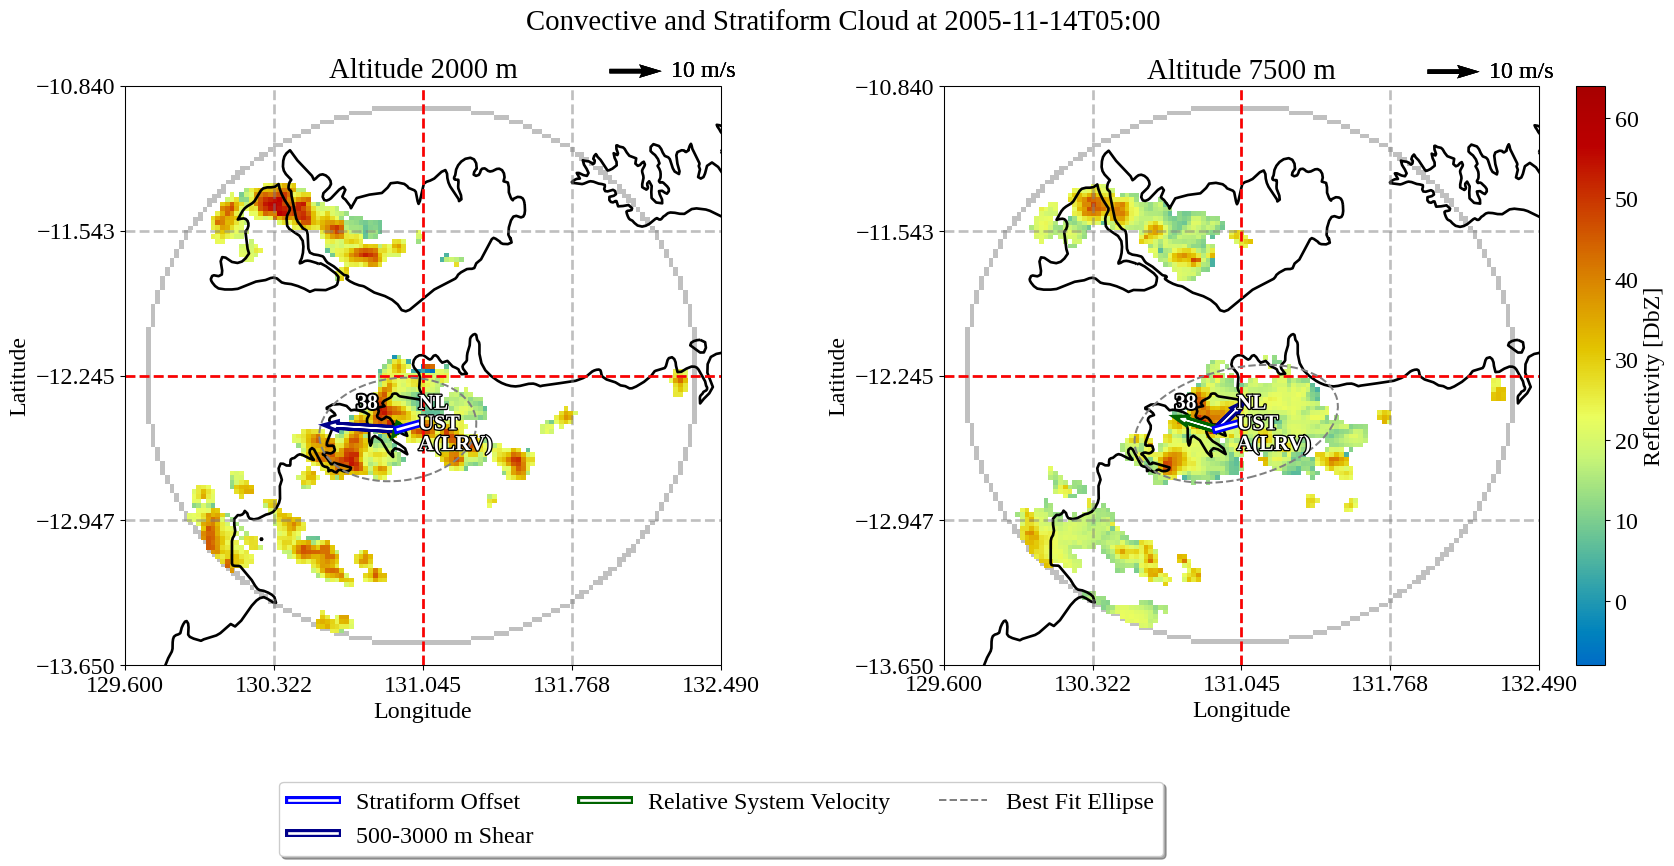 Convective and Stratiform Cloud at 2005-11-14T05:00
Altitude 2000 m
10 m/s
Altitude 7500 m
10 m/s
−10.840
−11.543
−12.245
−12.947
−13.650
Latitude
129.600
130.322
131.045
131.768
132.490
Longitude
38
NL
UST
A(LRV)
−10.840
−11.543
−12.245
−12.947
−13.650
Latitude
129.600
130.322
131.045
131.768
132.490
Longitude
38
NL
UST
A(LRV)
60
50
40
30
20
10
0
Reflectivity [DbZ]
Stratiform Offset
Relative System Velocity
Best Fit Ellipse
500-3000 m Shear